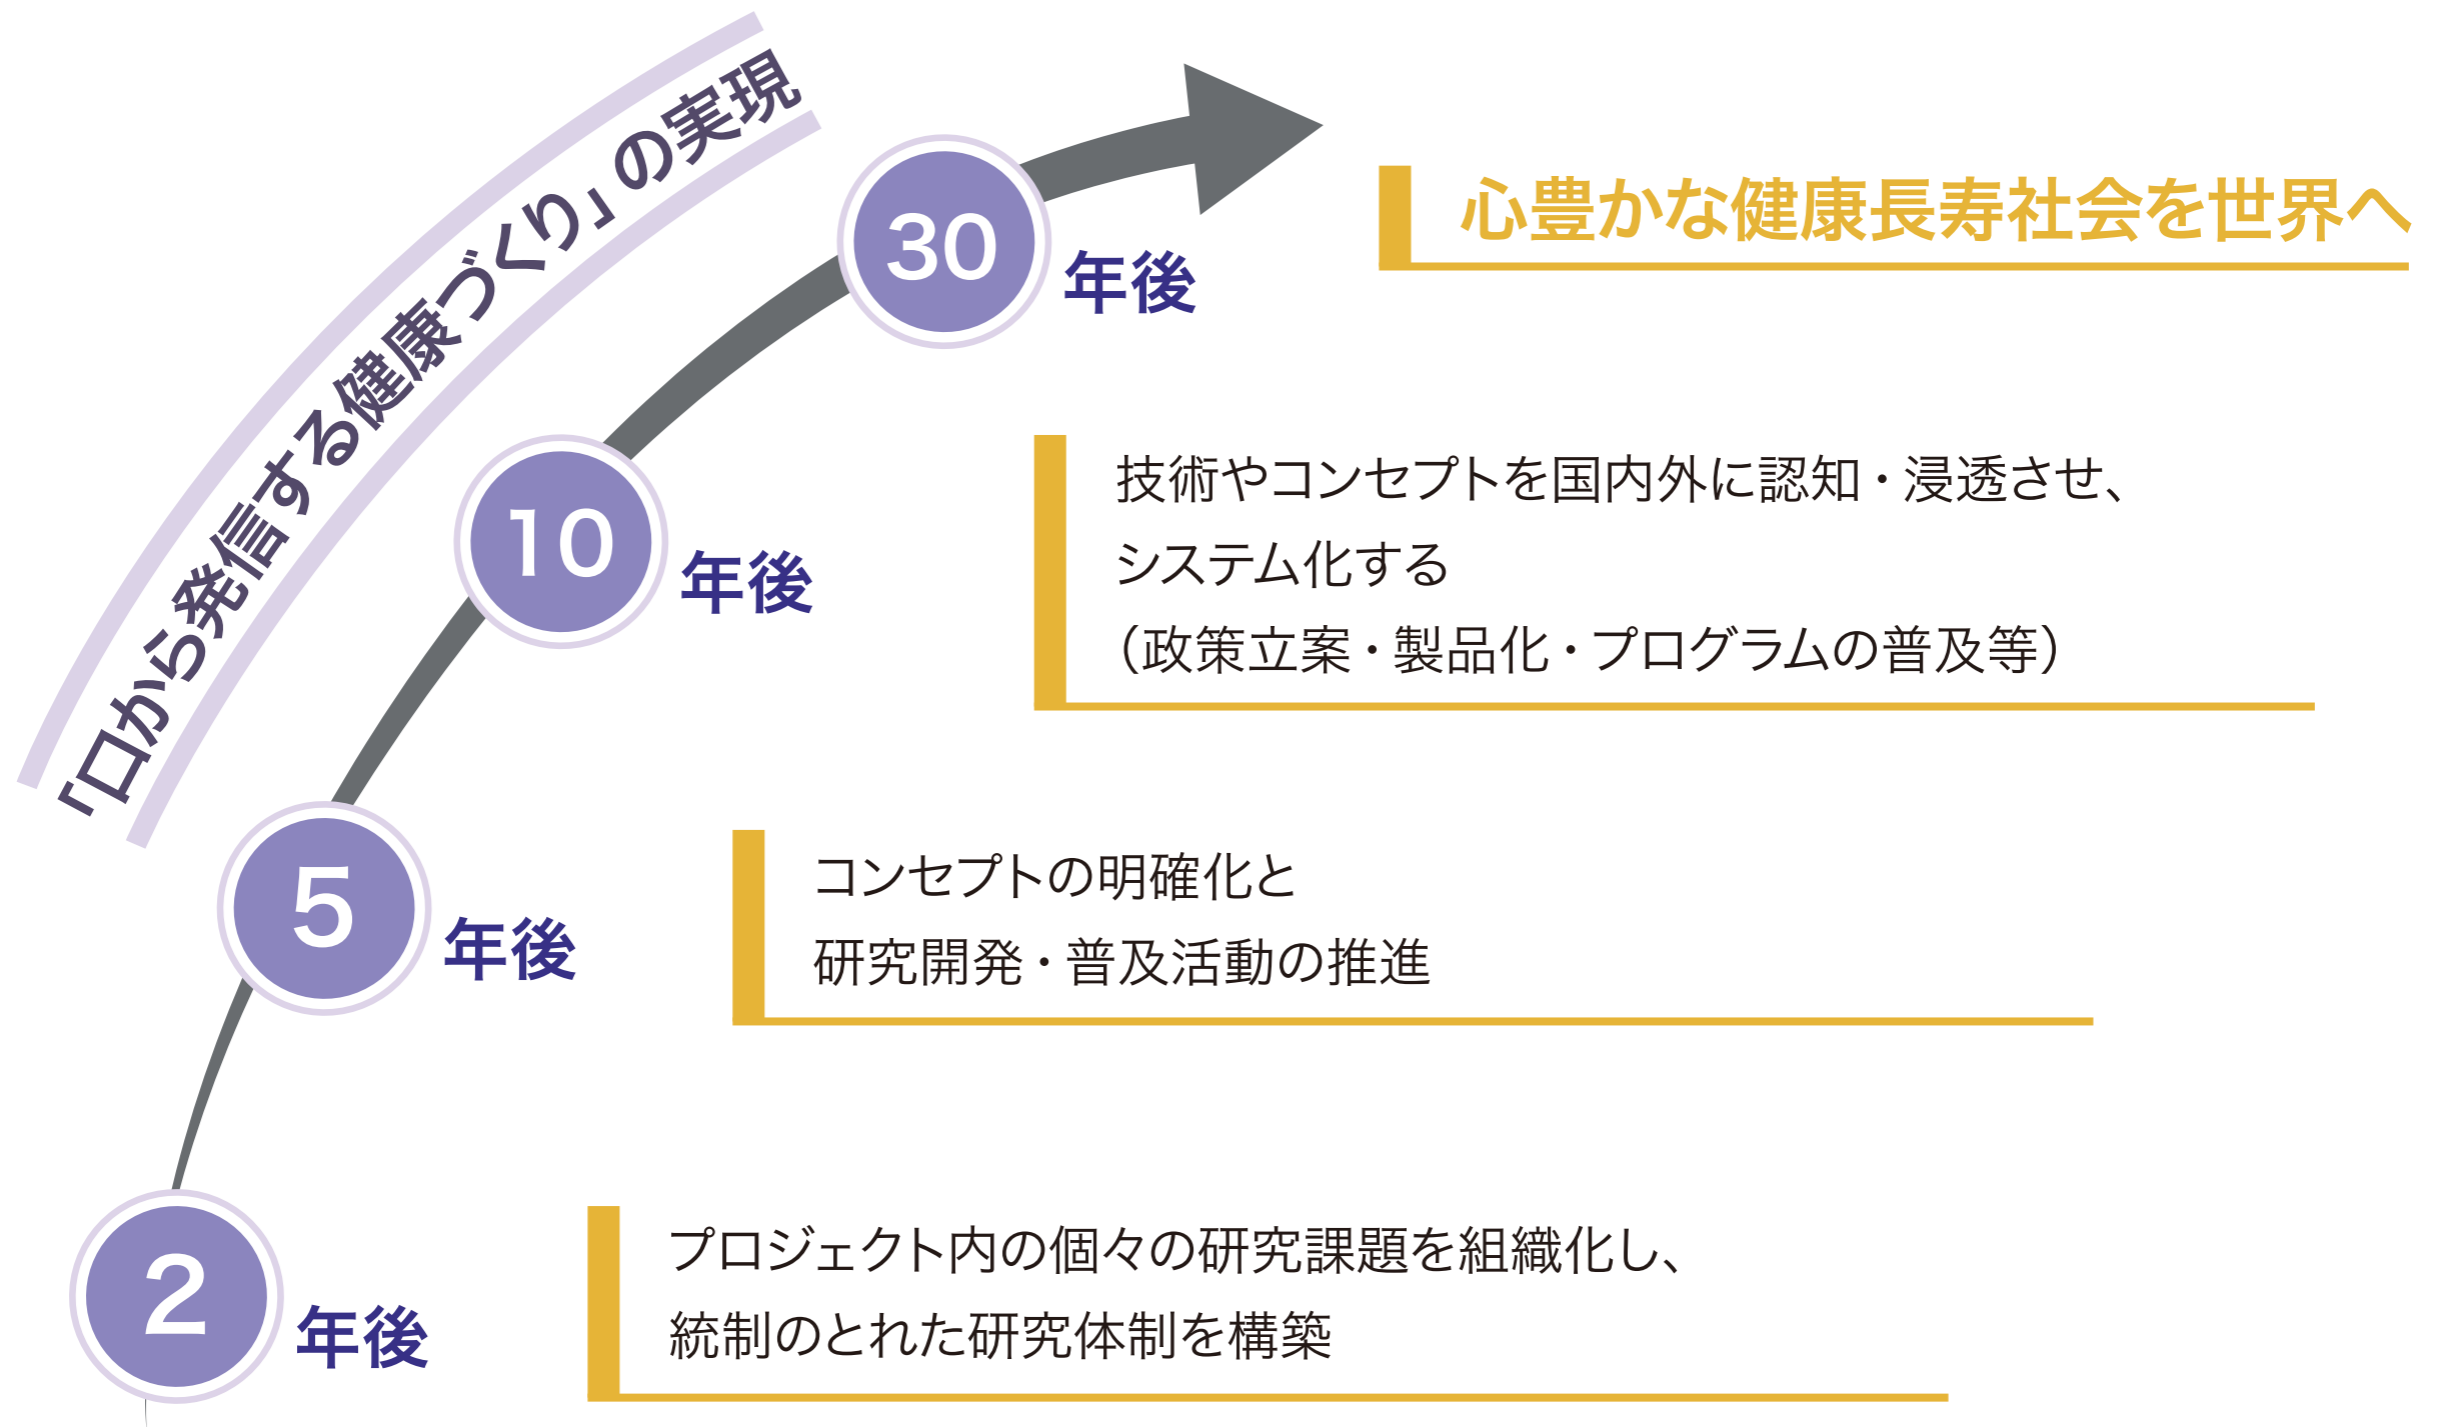 「口から発信する健康づくり」の実現
30
年後
心豊かな健康長寿社会を世界へ
10
年後
技術やコンセプトを国内外に認知・浸透させ、
システム化する
（政策立案・製品化・プログラムの普及等）
5
年後
コンセプトの明確化と
研究開発・普及活動の推進
2
年後
プロジェクト内の個々の研究課題を組織化し、
統制のとれた研究体制を構築